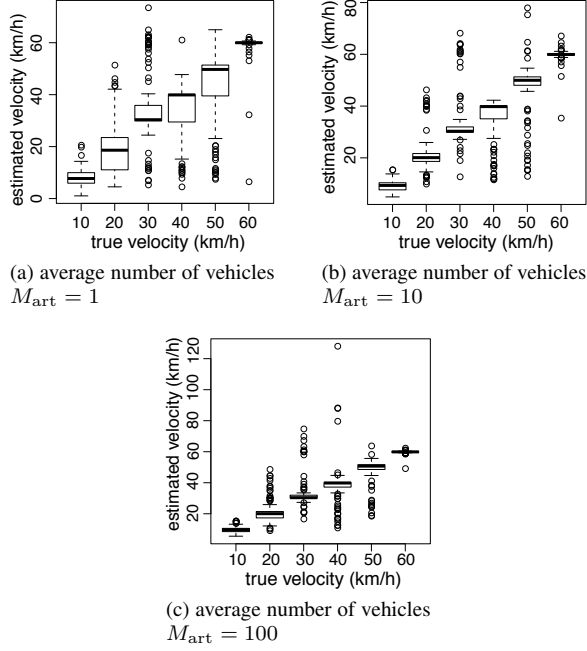 estimated velocity (km/h)
0 20 40 60
10 20 30 40 50 60
true velocity (km/h)
(a) average number of vehicles
M_art = 1
estimated velocity (km/h)
20 40 60 80
10 20 30 40 50 60
true velocity (km/h)
(b) average number of vehicles
M_art = 10
estimated velocity (km/h)
20 40 60 80 100 120
10 20 30 40 50 60
true velocity (km/h)
(c) average number of vehicles
M_art = 100